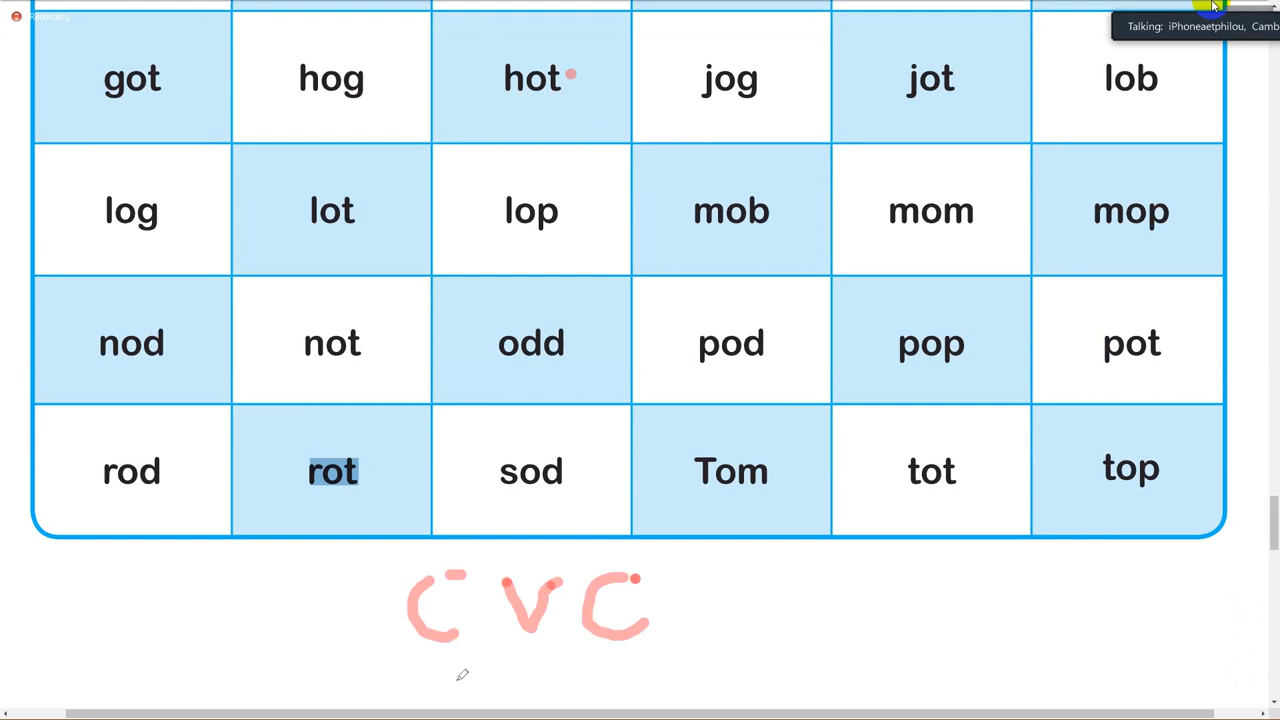 Recording
Talking: iPhoneaetphilou, Camb
got hog hot jog jot lob
log lot lop mob mom mop
nod not odd pod pop pot
rod rot sod Tom tot top
C V C